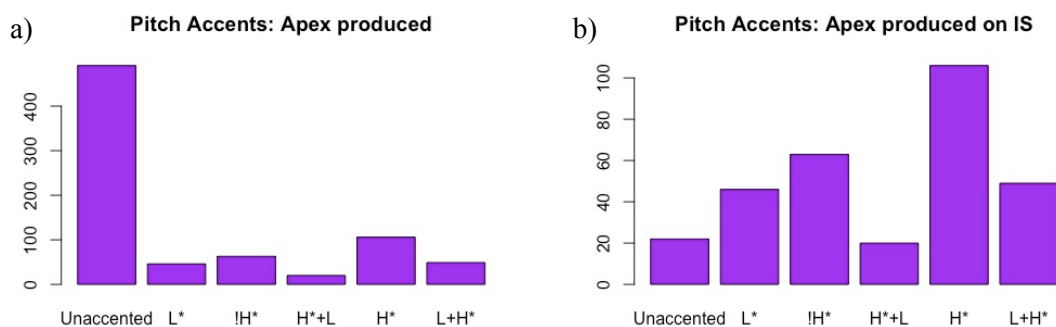 a)
Pitch Accents: Apex produced
400
300
200
100
0
Unaccented L* !H* H*+L H* L+H*
b)
Pitch Accents: Apex produced on IS
100
80
60
40
20
0
Unaccented L* !H* H*+L H* L+H*